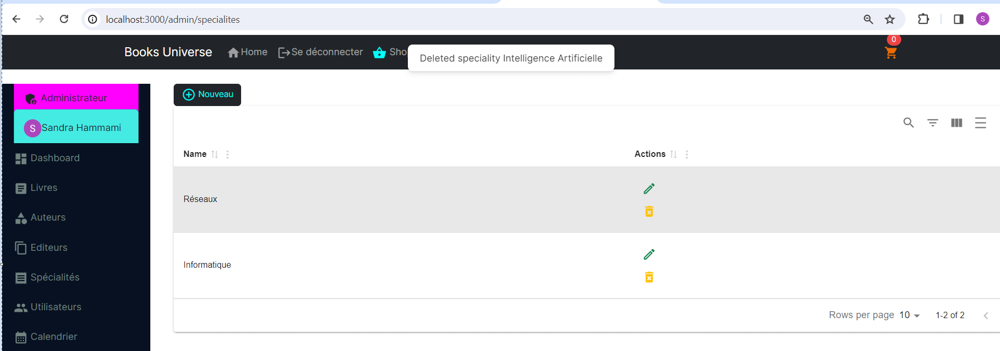 localhost:3000/admin/specialites
S
Books Universe Home Se déconnecter Sho
0
Deleted speciality Intelligence Artificielle
Administrateur
S Sandra Hammami
Dashboard
Livres
Auteurs
Editeurs
Spécialités
Utilisateurs
Calendrier
Nouveau
Name Actions
Réseaux
Informatique
Rows per page 10 1-2 of 2